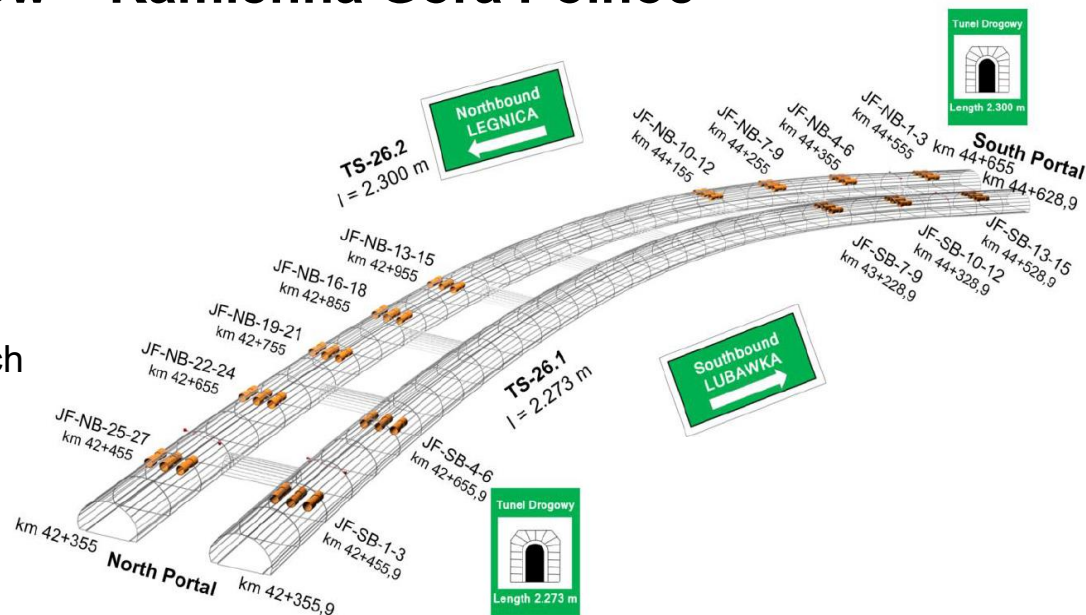 Kamienna Góra Północ
ch
Tunel Drogowy
Length 2.300 m
Northbound
LEGNICA
TS-26.2
l = 2.300 m
JF-NB-10-12
km 44+155
JF-NB-7-9
km 44+255
JF-NB-4-6
km 44+355
JF-NB-1-3
km 44+555
km 44+655
South Portal
km 44+628,9
JF-NB-13-15
km 42+955
JF-NB-16-18
km 42+855
JF-NB-19-21
km 42+755
JF-NB-22-24
km 42+655
JF-NB-25-27
km 42+455
JF-SB-13-15
km 44+528,9
JF-SB-10-12
km 44+328,9
JF-SB-7-9
km 43+228,9
Southbound
LUBAWKA
TS-26.1
l = 2.273 m
JF-SB-4-6
km 42+655,9
JF-SB-1-3
km 42+455,9
km 42+355
North Portal
km 42+355,9
Tunel Drogowy
Length 2.273 m